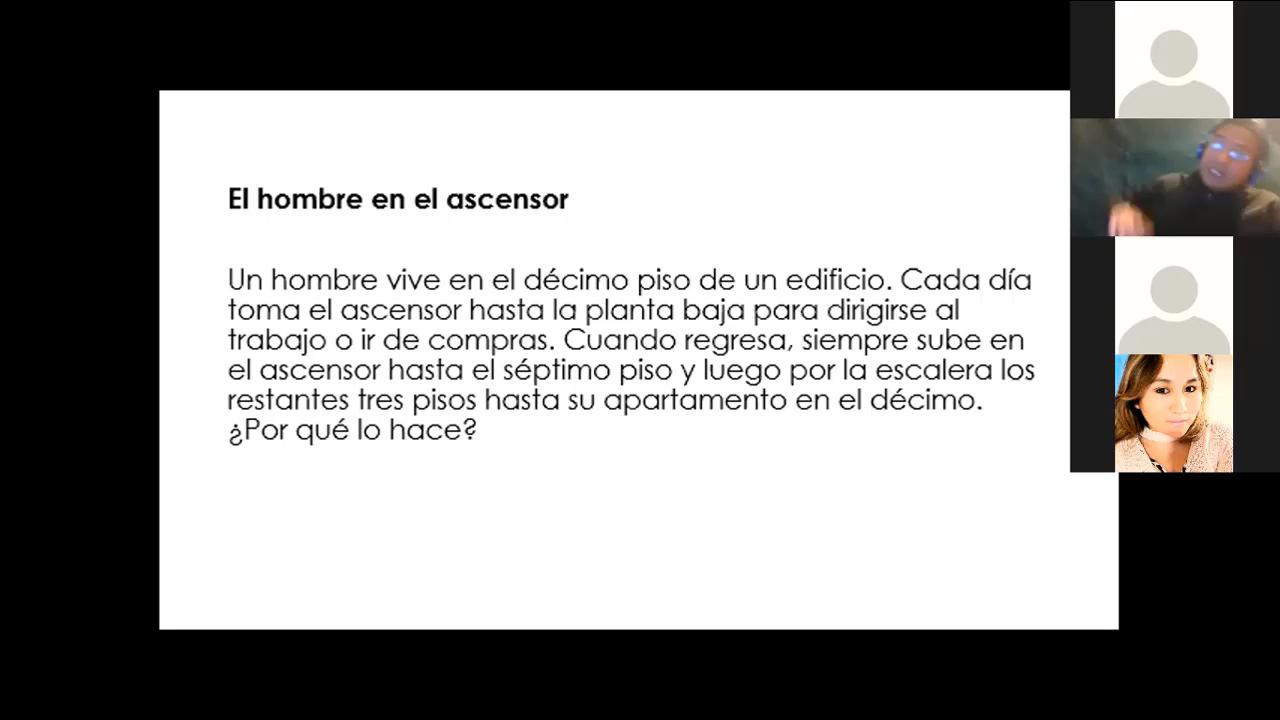 El hombre en el ascensor
Un hombre vive en el décimo piso de un edificio. Cada día
toma el ascensor hasta la planta baja para dirigirse al
trabajo o ir de compras. Cuando regresa, siempre sube en
el ascensor hasta el séptimo piso y luego por la escalera los
restantes tres pisos hasta su apartamento en el décimo.
¿Por qué lo hace?